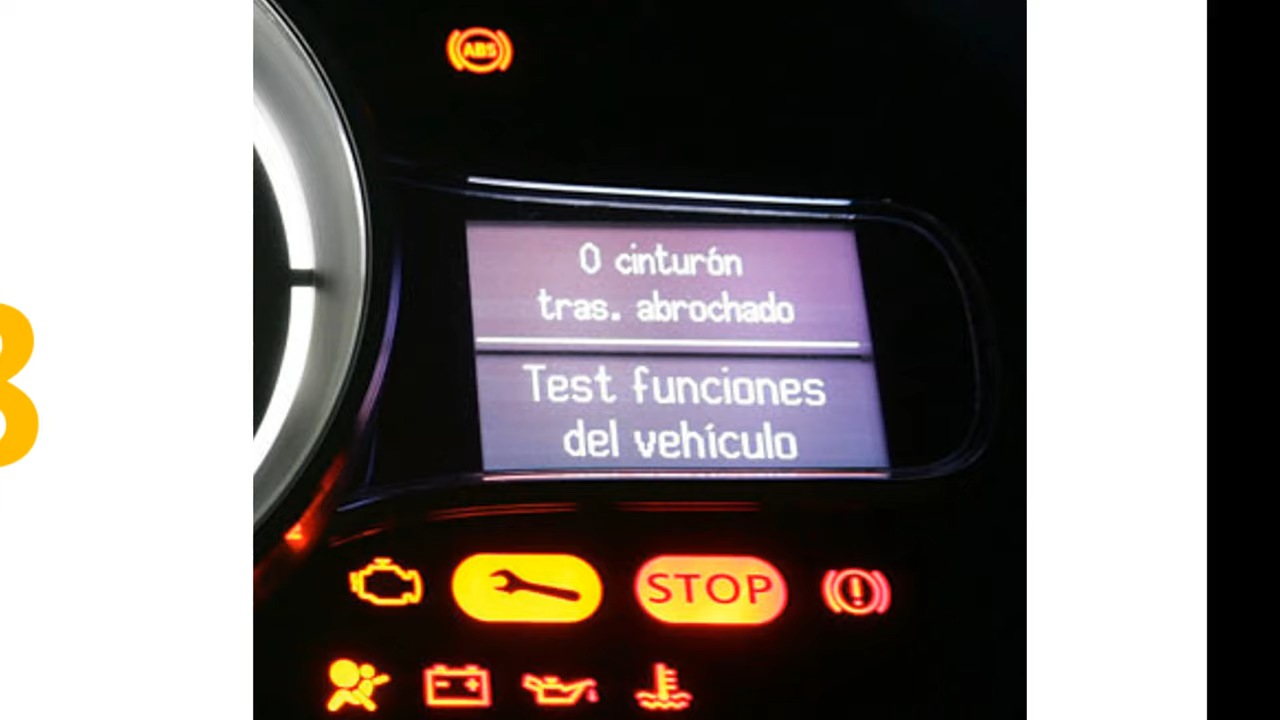 ABS
0 cinturón
tras. abrochado
Test funciones
del vehículo
STOP